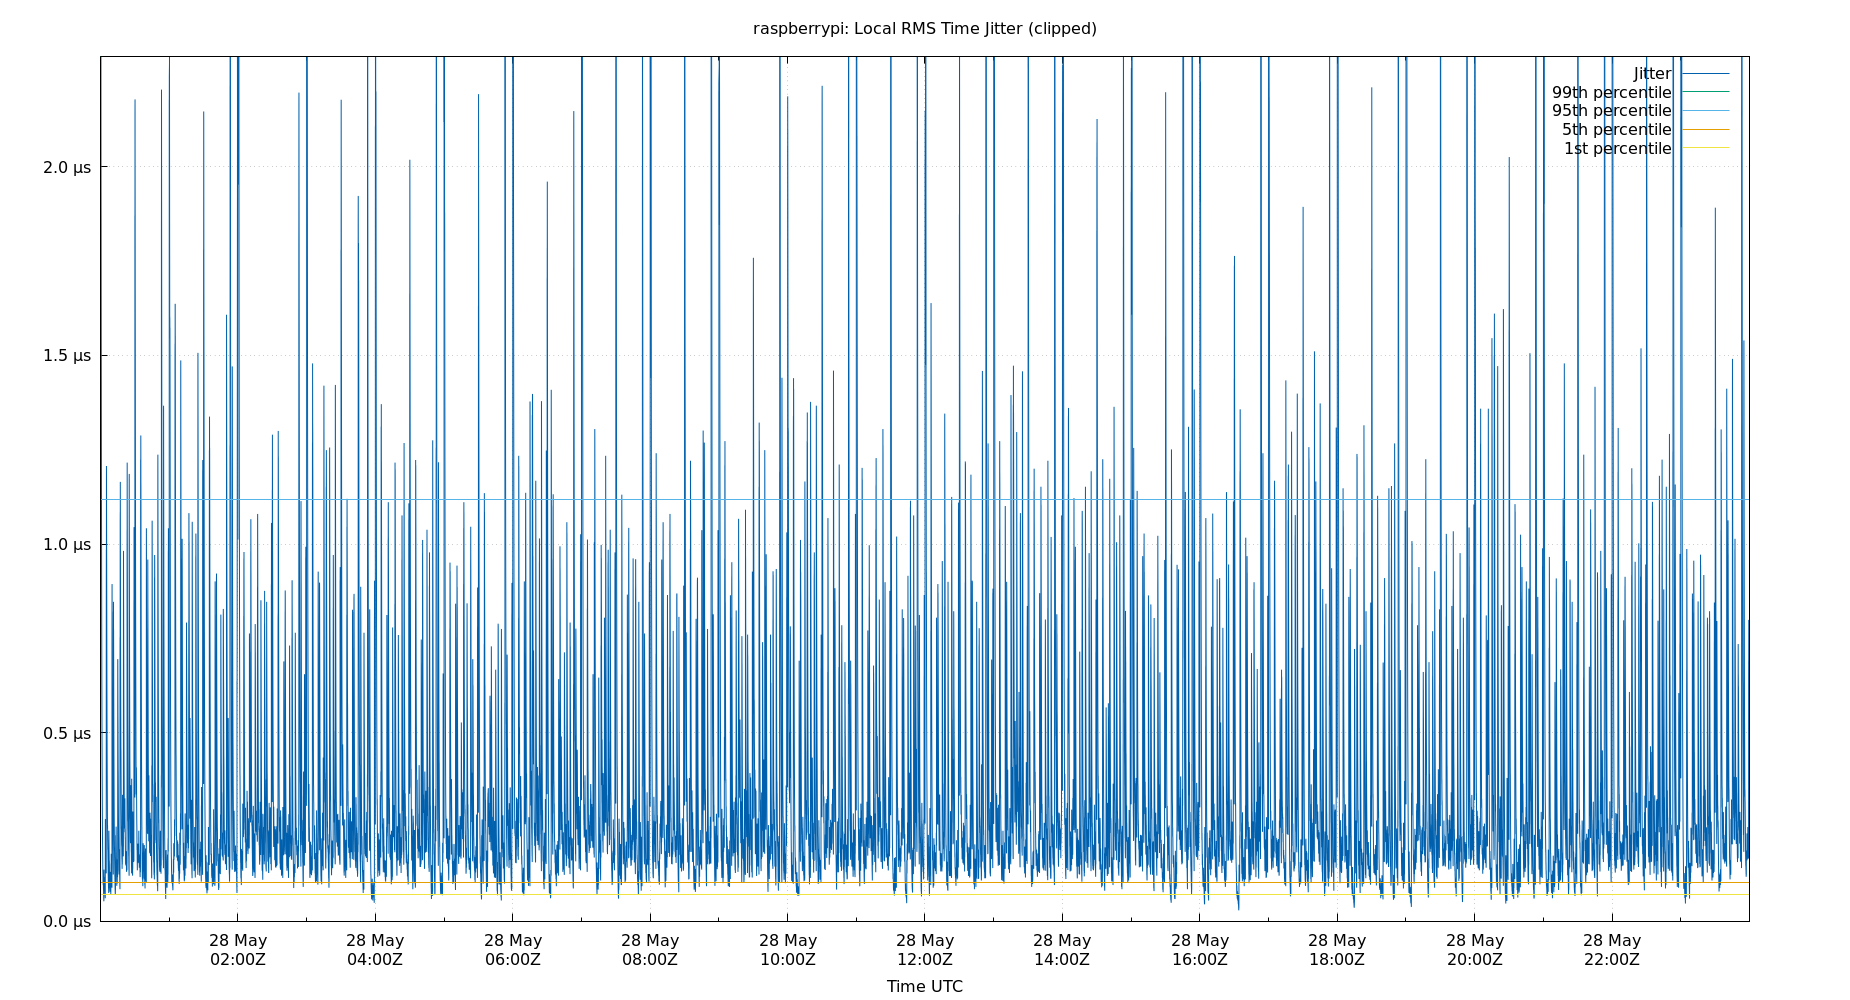 raspberrypi: Local RMS Time Jitter (clipped)
Jitter
99th percentile
95th percentile
5th percentile
1st percentile
2.0 µs
1.5 µs
1.0 µs
0.5 µs
0.0 µs
28 May 28 May 28 May 28 May 28 May 28 May 28 May 28 May 28 May 28 May 28 May
02:00Z 04:00Z 06:00Z 08:00Z 10:00Z 12:00Z 14:00Z 16:00Z 18:00Z 20:00Z 22:00Z
Time UTC